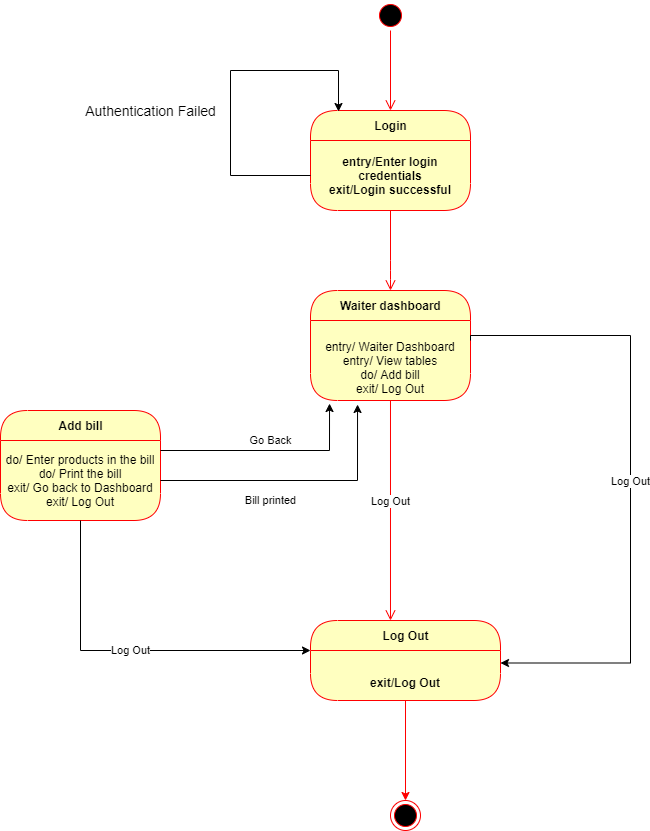 Authentication Failed
Login
entry/Enter login
credentials
exit/Login successful
Waiter dashboard
entry/ Waiter Dashboard
entry/ View tables
do/ Add bill
exit/ Log Out
Add bill
do/ Enter products in the bill
do/ Print the bill
exit/ Go back to Dashboard
exit/ Log Out
Go Back
Bill printed
Log Out
Log Out
Log Out
Log Out
exit/Log Out